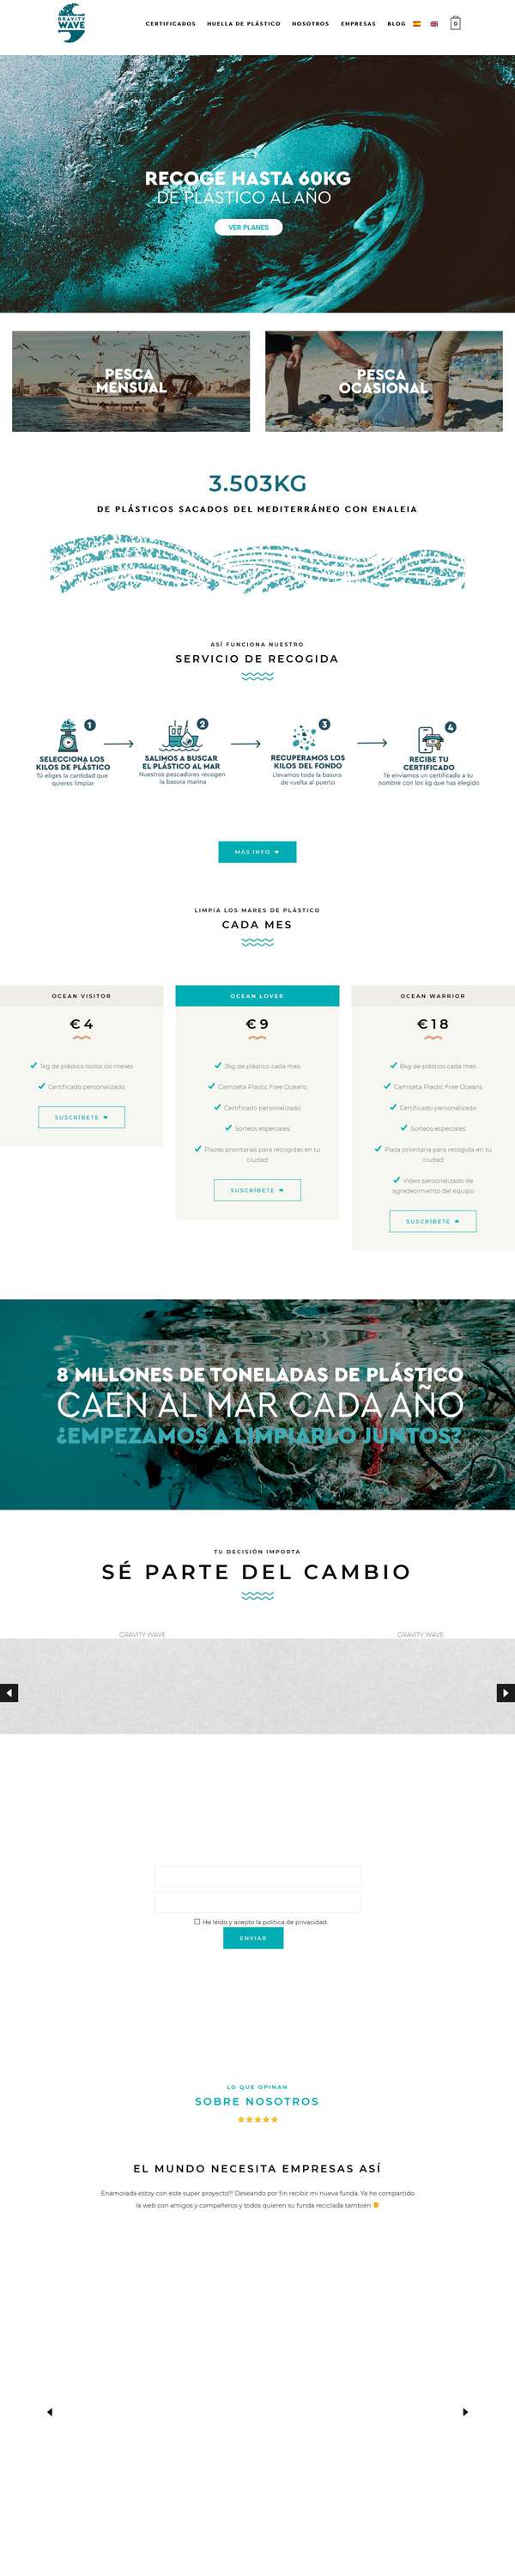 GRAVITY
WAVE
CERTIFICADOS HUELLA DE PLÁSTICO NOSOTROS EMPRESAS BLOG 0
RECOGE HASTA 60KG
DE PLÁSTICO AL AÑO
VER PLANES
PESCA
MENSUAL
PESCA
OCASIONAL
3.503KG
DE PLÁSTICOS SACADOS DEL MEDITERRÁNEO CON ENALEIA
ASÍ FUNCIONA NUESTRO
SERVICIO DE RECOGIDA
1
SELECCIONA LOS
KILOS DE PLÁSTICO
Tú eliges la cantidad que
quieres limpiar
2
SALIMOS A BUSCAR
EL PLÁSTICO AL MAR
Nuestros pescadores recogen
la basura marina
3
RECUPERAMOS LOS
KILOS DEL FONDO
Llevamos toda la basura
de vuelta al puerto
4
RECIBE TU
CERTIFICADO
Te enviamos un certificado a tu
nombre con los kg que has elegido
MÁS INFO
LIMPIA LOS MARES DE PLÁSTICO
CADA MES
OCEAN VISITOR
€4
1kg de plástico todos los meses
Certificado personalizado
SUSCRÍBETE
OCEAN LOVER
€9
3kg de plástico cada mes
Camiseta Plastic Free Oceans
Certificado personalizado
Sorteos especiales
Plazas prioritarias para recogidas en tu
ciudad
SUSCRÍBETE
OCEAN WARRIOR
€18
6kg de plástico cada mes
Camiseta Plastic Free Oceans
Certificado personalizado
Sorteos especiales
Plaza prioritaria para recogida en tu
ciudad
Video personalizado de
agradecimiento del equipo
SUSCRÍBETE
8 MILLONES DE TONELADAS DE PLÁSTICO
CAEN AL MAR CADA AÑO
¿EMPEZAMOS A LIMPIARLO JUNTOS?
TU DECISIÓN IMPORTA
SÉ PARTE DEL CAMBIO
GRAVITY WAVE
GRAVITY WAVE
He leído y acepto la política de privacidad.
ENVIAR
LO QUE OPINAN
SOBRE NOSOTROS
EL MUNDO NECESITA EMPRESAS ASÍ
Enamorada estoy con este super proyecto!!! Deseando por fin recibir mi nueva funda. Ya he compartido
la web con amigos y compañeros y todos quieren su funda reciclada también